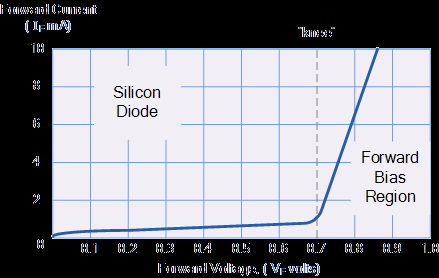 Forward Current
( IF mA)
"knee"
10
Silicon
Diode
8
6
4
Forward
Bias
Region
2
0
0.1 0.2 0.3 0.4 0.5 0.6 0.7 0.8 0.9 1.0
Forward Voltage, ( VF volts)